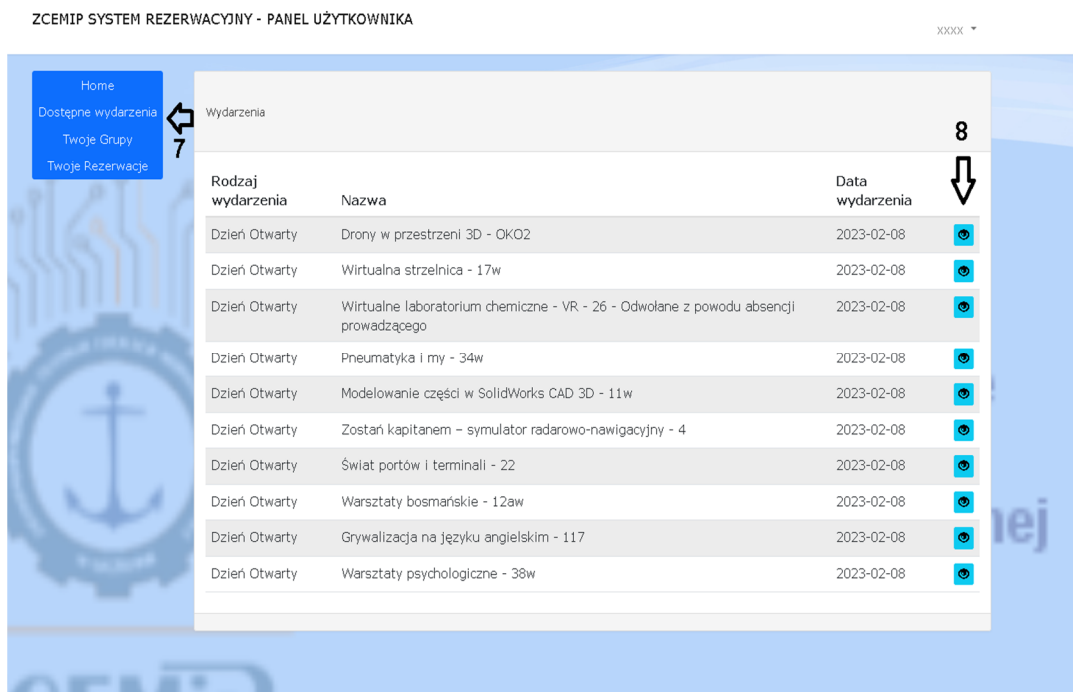 ZCEMIP SYSTEM REZERWACYJNY - PANEL UŻYTKOWNIKA
xxxx
Home
Dostępne wydarzenia
Twoje Grupy
Twoje Rezerwacje
7
Wydarzenia
8
Rodzaj wydarzenia Nazwa Data wydarzenia
Dzień Otwarty Drony w przestrzeni 3D - OKO2 2023-02-08
Dzień Otwarty Wirtualna strzelnica - 17w 2023-02-08
Dzień Otwarty Wirtualne laboratorium chemiczne - VR - 26 - Odwołane z powodu absencji 2023-02-08
prowadzącego
Dzień Otwarty Pneumatyka i my - 34w 2023-02-08
Dzień Otwarty Modelowanie części w SolidWorks CAD 3D - 11w 2023-02-08
Dzień Otwarty Zostań kapitanem – symulator radarowo-nawigacyjny - 4 2023-02-08
Dzień Otwarty Świat portów i terminali - 22 2023-02-08
Dzień Otwarty Warsztaty bosmańskie - 12aw 2023-02-08
Dzień Otwarty Grywalizacja na języku angielskim - 117 2023-02-08
Dzień Otwarty Warsztaty psychologiczne - 38w 2023-02-08